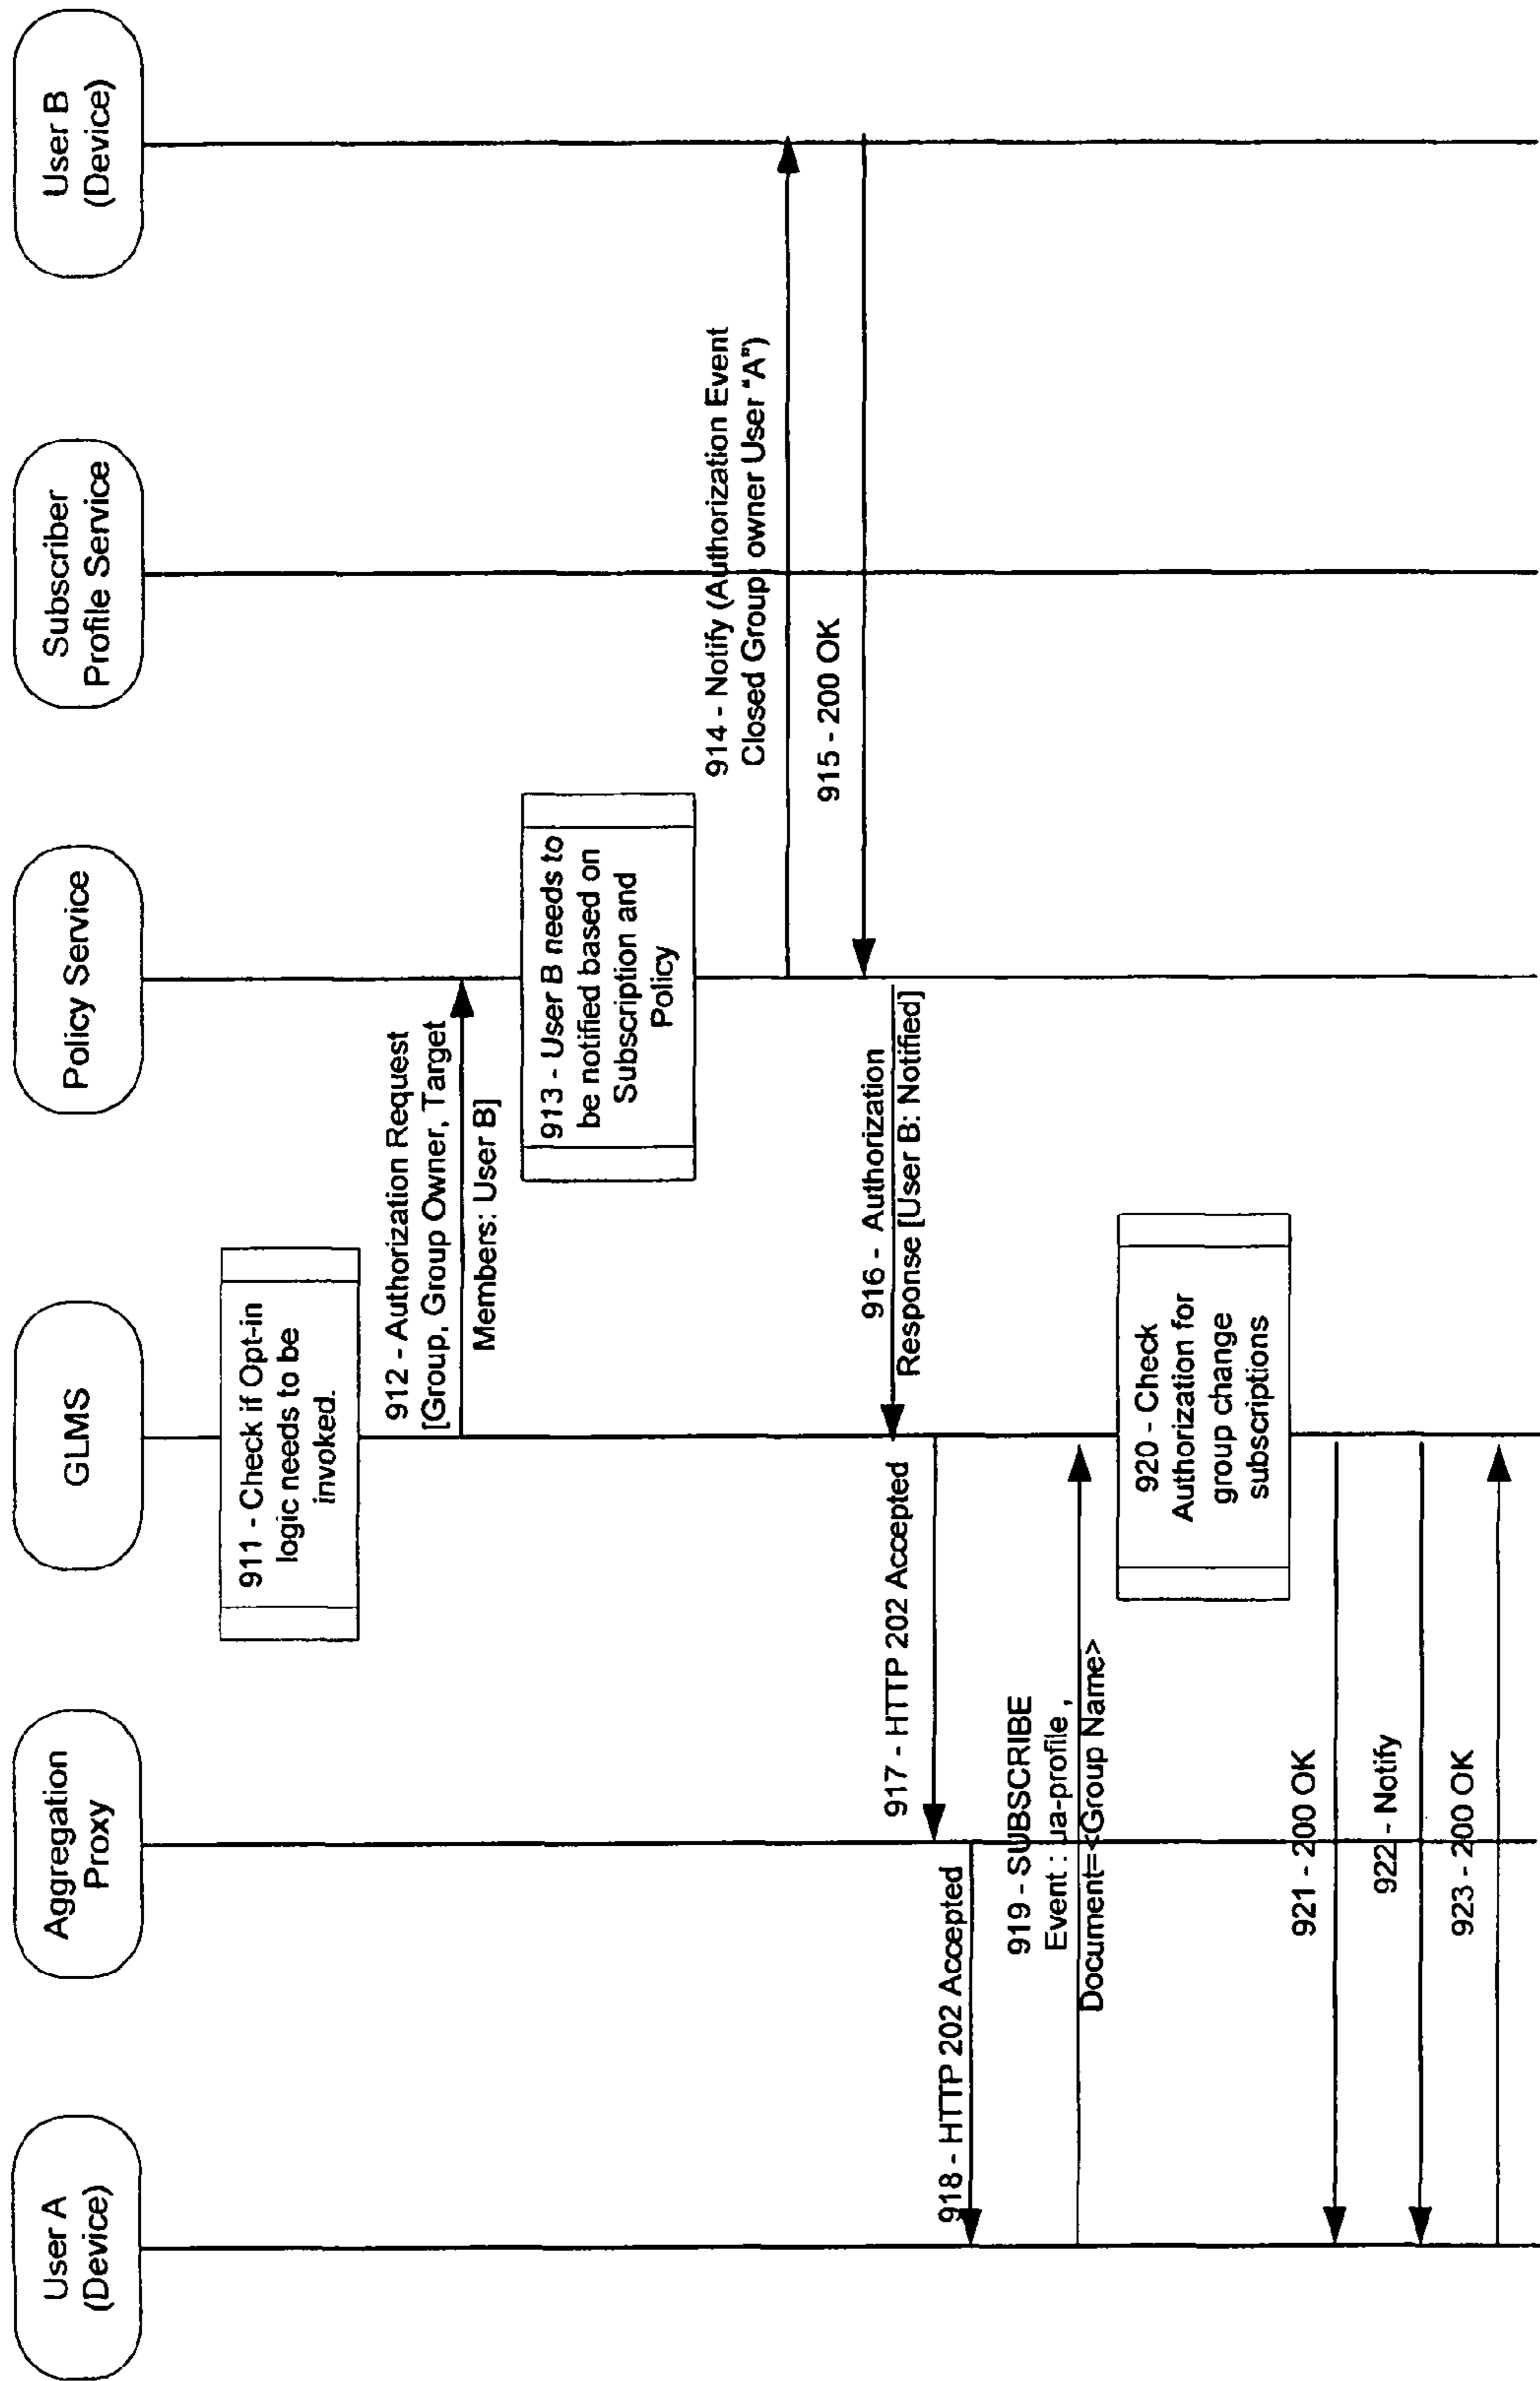 User A
(Device)
Aggregation
Proxy
GLMS
Policy Service
Subscriber
Profile Service
User B
(Device)
911 - Check if Opt-in
logic needs to be
invoked.
912 - Authorization Request
[Group, Group Owner, Target
Members: User B]
913 - User B needs to
be notified based on
Subscription and
Policy
914 - Notify (Authorization Event
Closed Group owner User "A")
915 - 200 OK
916 - Authorization
Response [User B: Notified]
917 - HTTP 202 Accepted
918 - HTTP 202 Accepted
919 - SUBSCRIBE
Event : ua-profile ,
Document=<Group Name>
920 - Check
Authorization for
group change
subscriptions
921 - 200 OK
922 - Notify
923 - 200 OK